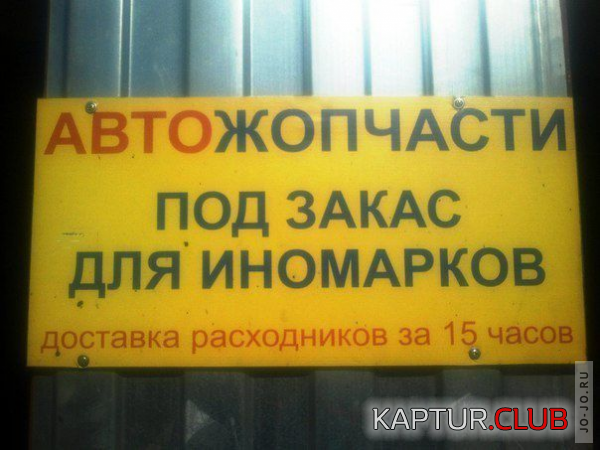 АВТОЖОПЧАСТИ
ПОД ЗАКАС
ДЛЯ ИНОМАРКОВ
доставка расходников за 15 часов
JO-JO.RU
KAPTUR.CLUB